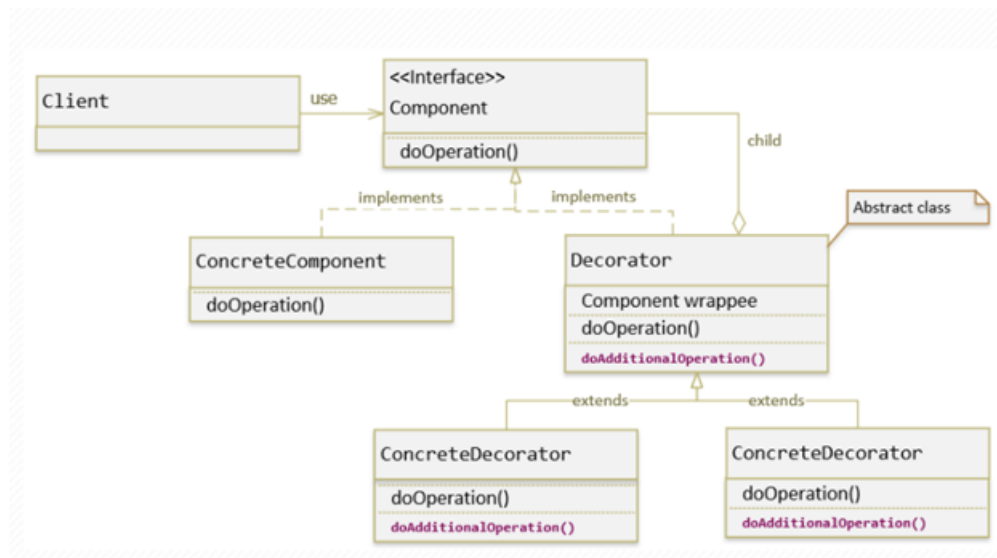 <<Interface>>
Client
use
Component
doOperation()
child
implements
implements
Abstract class
ConcreteComponent
doOperation()
Decorator
Component wrappee
doOperation()
doAdditionalOperation()
extends
extends
ConcreteDecorator
doOperation()
doAdditionalOperation()
ConcreteDecorator
doOperation()
doAdditionalOperation()